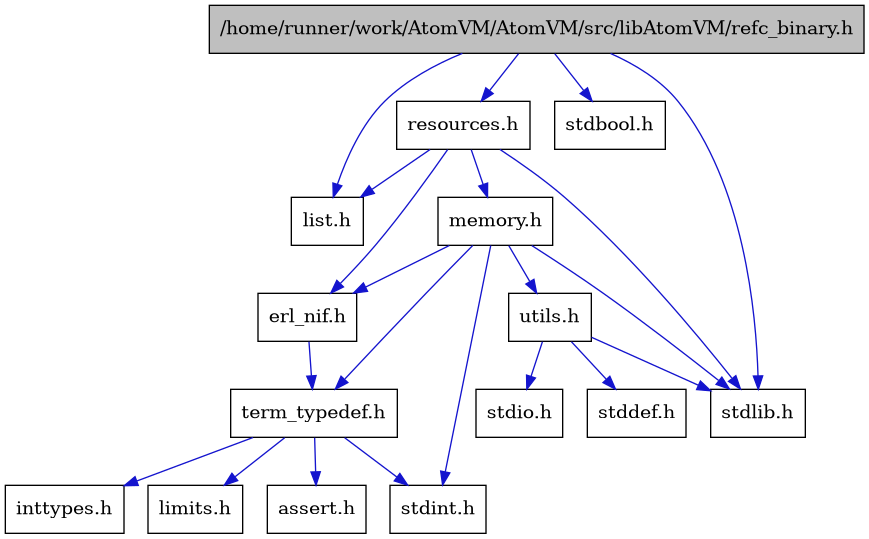 /home/runner/work/AtomVM/AtomVM/src/libAtomVM/refc_binary.h
resources.h
stdbool.h
list.h
memory.h
erl_nif.h
utils.h
term_typedef.h
stdio.h
stddef.h
stdlib.h
inttypes.h
limits.h
assert.h
stdint.h